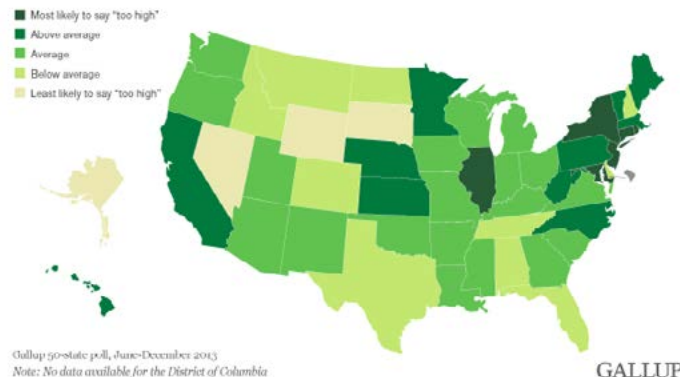 Most likely to say "too high"
Above average
Average
Below average
Least likely to say "too high"
Gallup 50-state poll, June-December 2013
Note: No data available for the District of Columbia
GALLUP